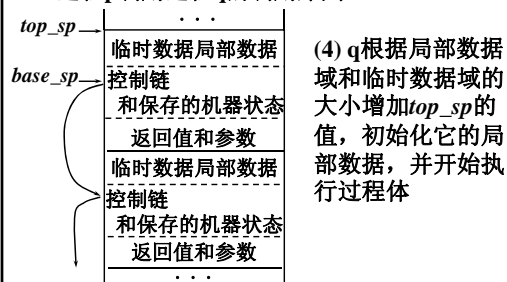 top_sp
· · ·
临时数据局部数据
base_sp
控制链
和保存的机器状态
返回值和参数
临时数据局部数据
控制链
和保存的机器状态
返回值和参数
· · ·
(4) q根据局部数据
域和临时数据域的
大小增加top_sp的
值，初始化它的局
部数据，并开始执
行过程体